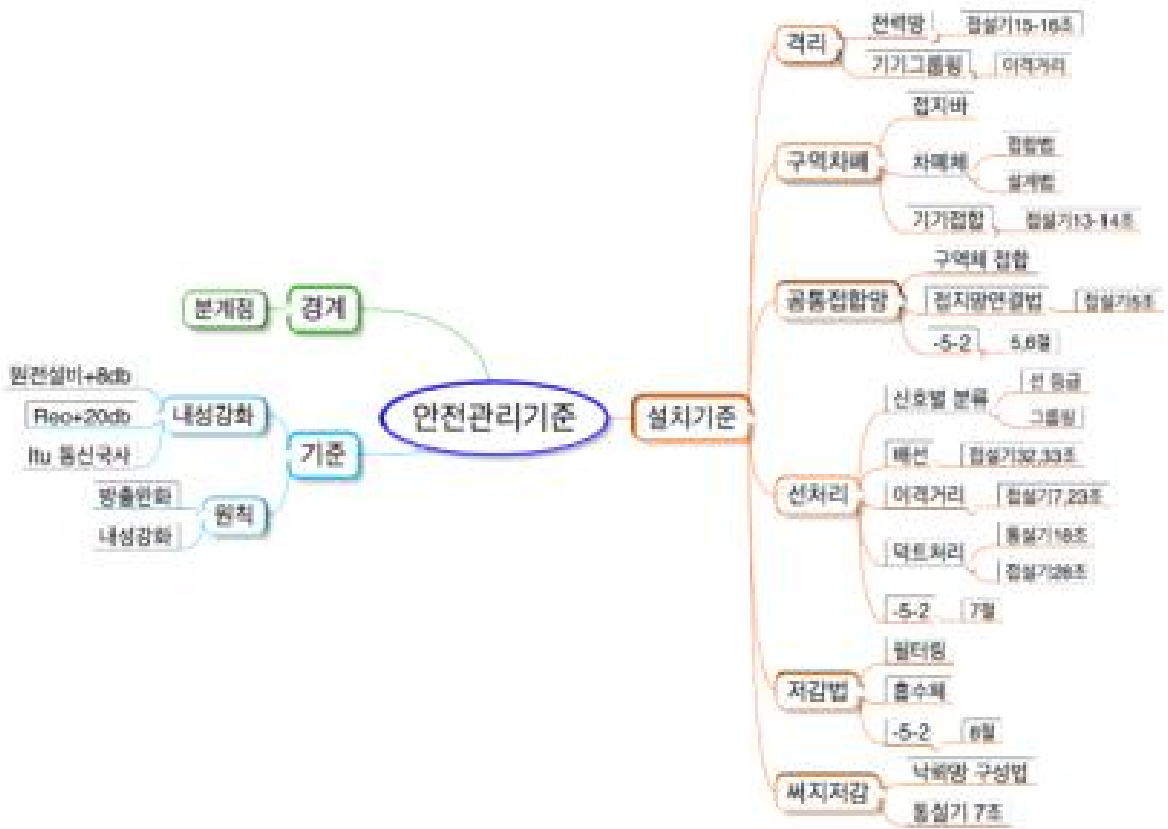 안전관리기준
경계
분계점
기준
내성강화
원전설비+8db
Reo+20db
Itu 통신국사
원칙
방출완화
내성강화
설치기준
격리
전력망
접설기15-16조
기기그룹핑
이격거리
구역차폐
접지바
차폐체
접합법
설계법
기기접합
접설기13-14조
공통접합망
구역체 접합
접지망연결법
접설기5조
-5-2
5,6절
선처리
신호별 분류
선 등급
그룹핑
배선
접설기32,33조
이격거리
접설기7,23조
덕트처리
통설기18조
접설기28조
-5-2
7절
저감법
필터링
흡수체
-5-2
8절
써지저감
낙뢰망 구성법
통설기 7조